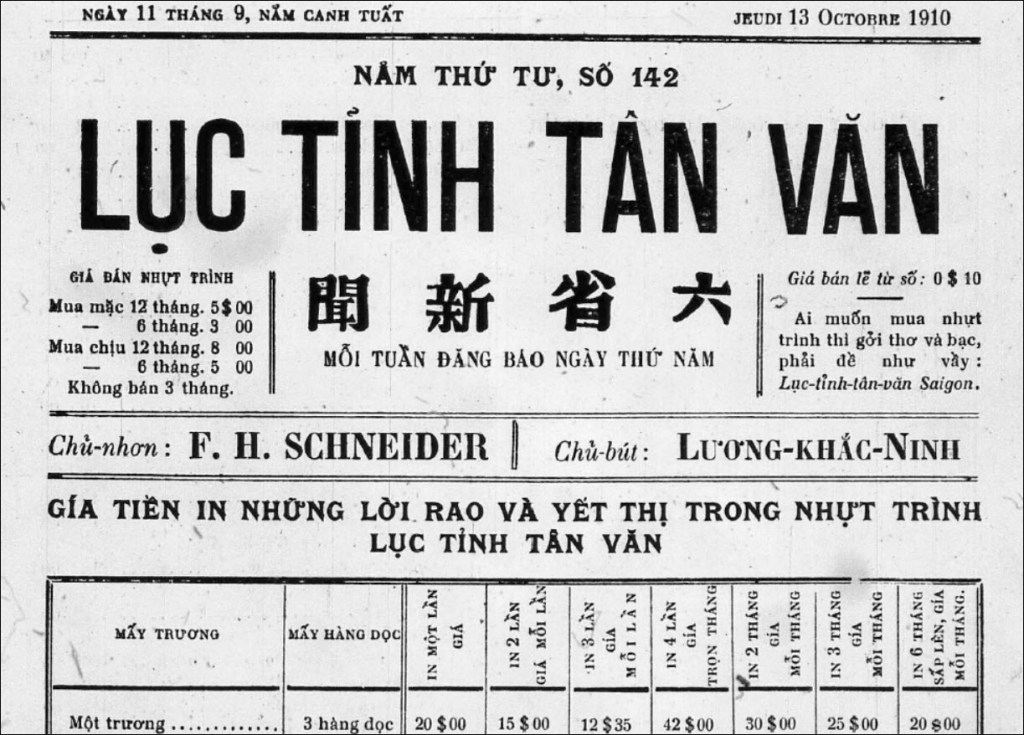 NGÀY 11 THÁNG 9, NĂM CANH TUẤT
JEUDI 13 OCTOBRE 1910
NĂM THỨ TƯ, SỐ 142
LỤC TỈNH TÂN VĂN
GIÁ BÁN NHỰT TRÌNH
Mua mặc 12 tháng. 5$00
— 6 tháng. 3 00
Mua chịu 12 tháng. 8 00
— 6 tháng. 5 00
Không bán 3 tháng.
聞 新 省 六
MỖI TUẦN ĐĂNG BÁO NGÀY THỨ NĂM
Giá bán lẻ từ số: 0$10
Ai muốn mua nhựt
trình thì gởi thơ và bạc,
phải đề như vầy:
Lục-tỉnh-tân-văn Saigon.
Chủ-nhơn: F. H. SCHNEIDER
Chủ-bút: LƯƠNG-KHẮC-NINH
GÍA TIỀN IN NHỮNG LỜI RAO VÀ YẾT THỊ TRONG NHỰT TRÌNH
LỤC TỈNH TÂN VĂN
MẤY TRƯƠNG
MẤY HÀNG DỌC
IN MỘT LẦN
GIÁ
IN 2 LẦN
GIÁ MỖI LẦN
IN 3 LẦN
GÍA
MỖI LẦN
IN 4 LẦN
GÍA
TRỌN THÁNG
IN 2 THÁNG
GÍA
MỖI THÁNG
IN 3 THÁNG
GÍA
MỖI THÁNG
IN 6 THÁNG
SẤP LÊN, GÍA
MỖI THÁNG.
Một trương ............. 3 hàng dọc 20$00 15$00 12$35 42$00 30$00 25$00 20$00